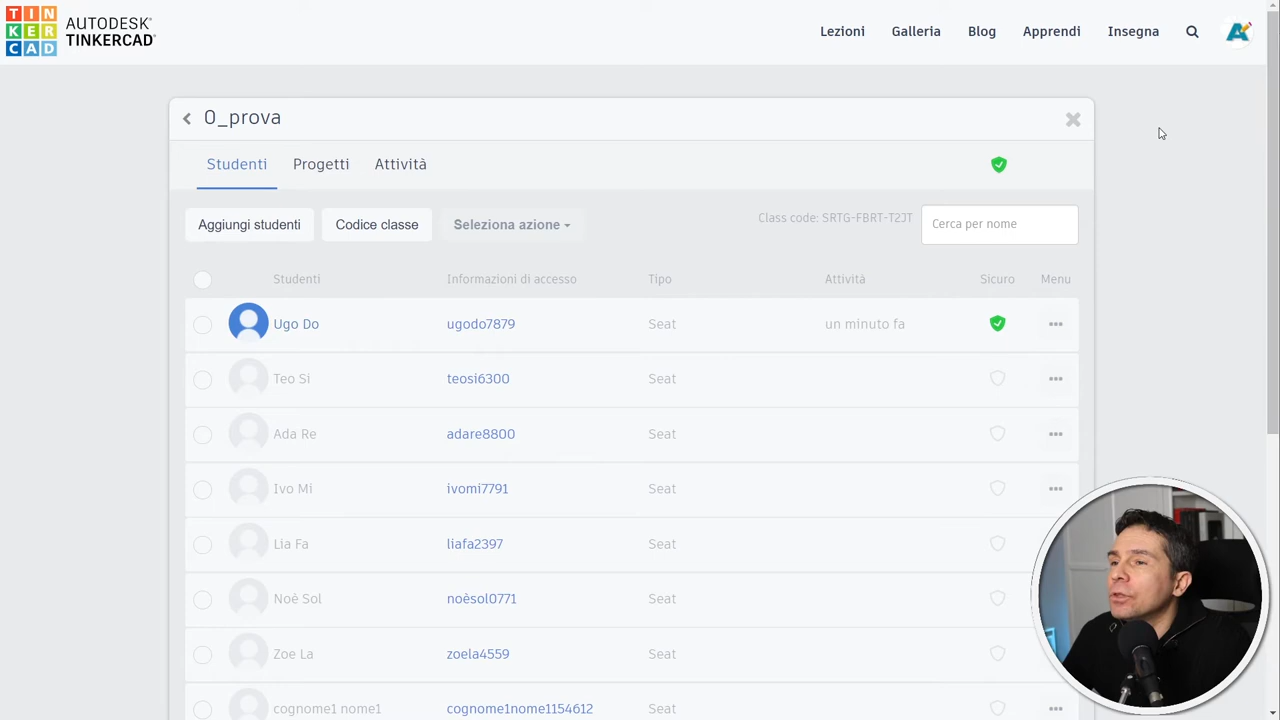 TIN
KER
CAD
AUTODESK
TINKERCAD
Lezioni Galleria Blog Apprendi Insegna
0_prova
Studenti Progetti Attività
Aggiungi studenti Codice classe Seleziona azione Class code: SRTG-FBRT-T2JT Cerca per nome
Studenti Informazioni di accesso Tipo Attività Sicuro Menu
Ugo Do ugodo7879 Seat un minuto fa
Teo Si teosi6300 Seat
Ada Re adare8800 Seat
Ivo Mi ivomi7791 Seat
Lia Fa liafa2397 Seat
Noè Sol noèsol0771 Seat
Zoe La zoela4559 Seat
cognome1 nome1 cognome1nome1154612 Seat